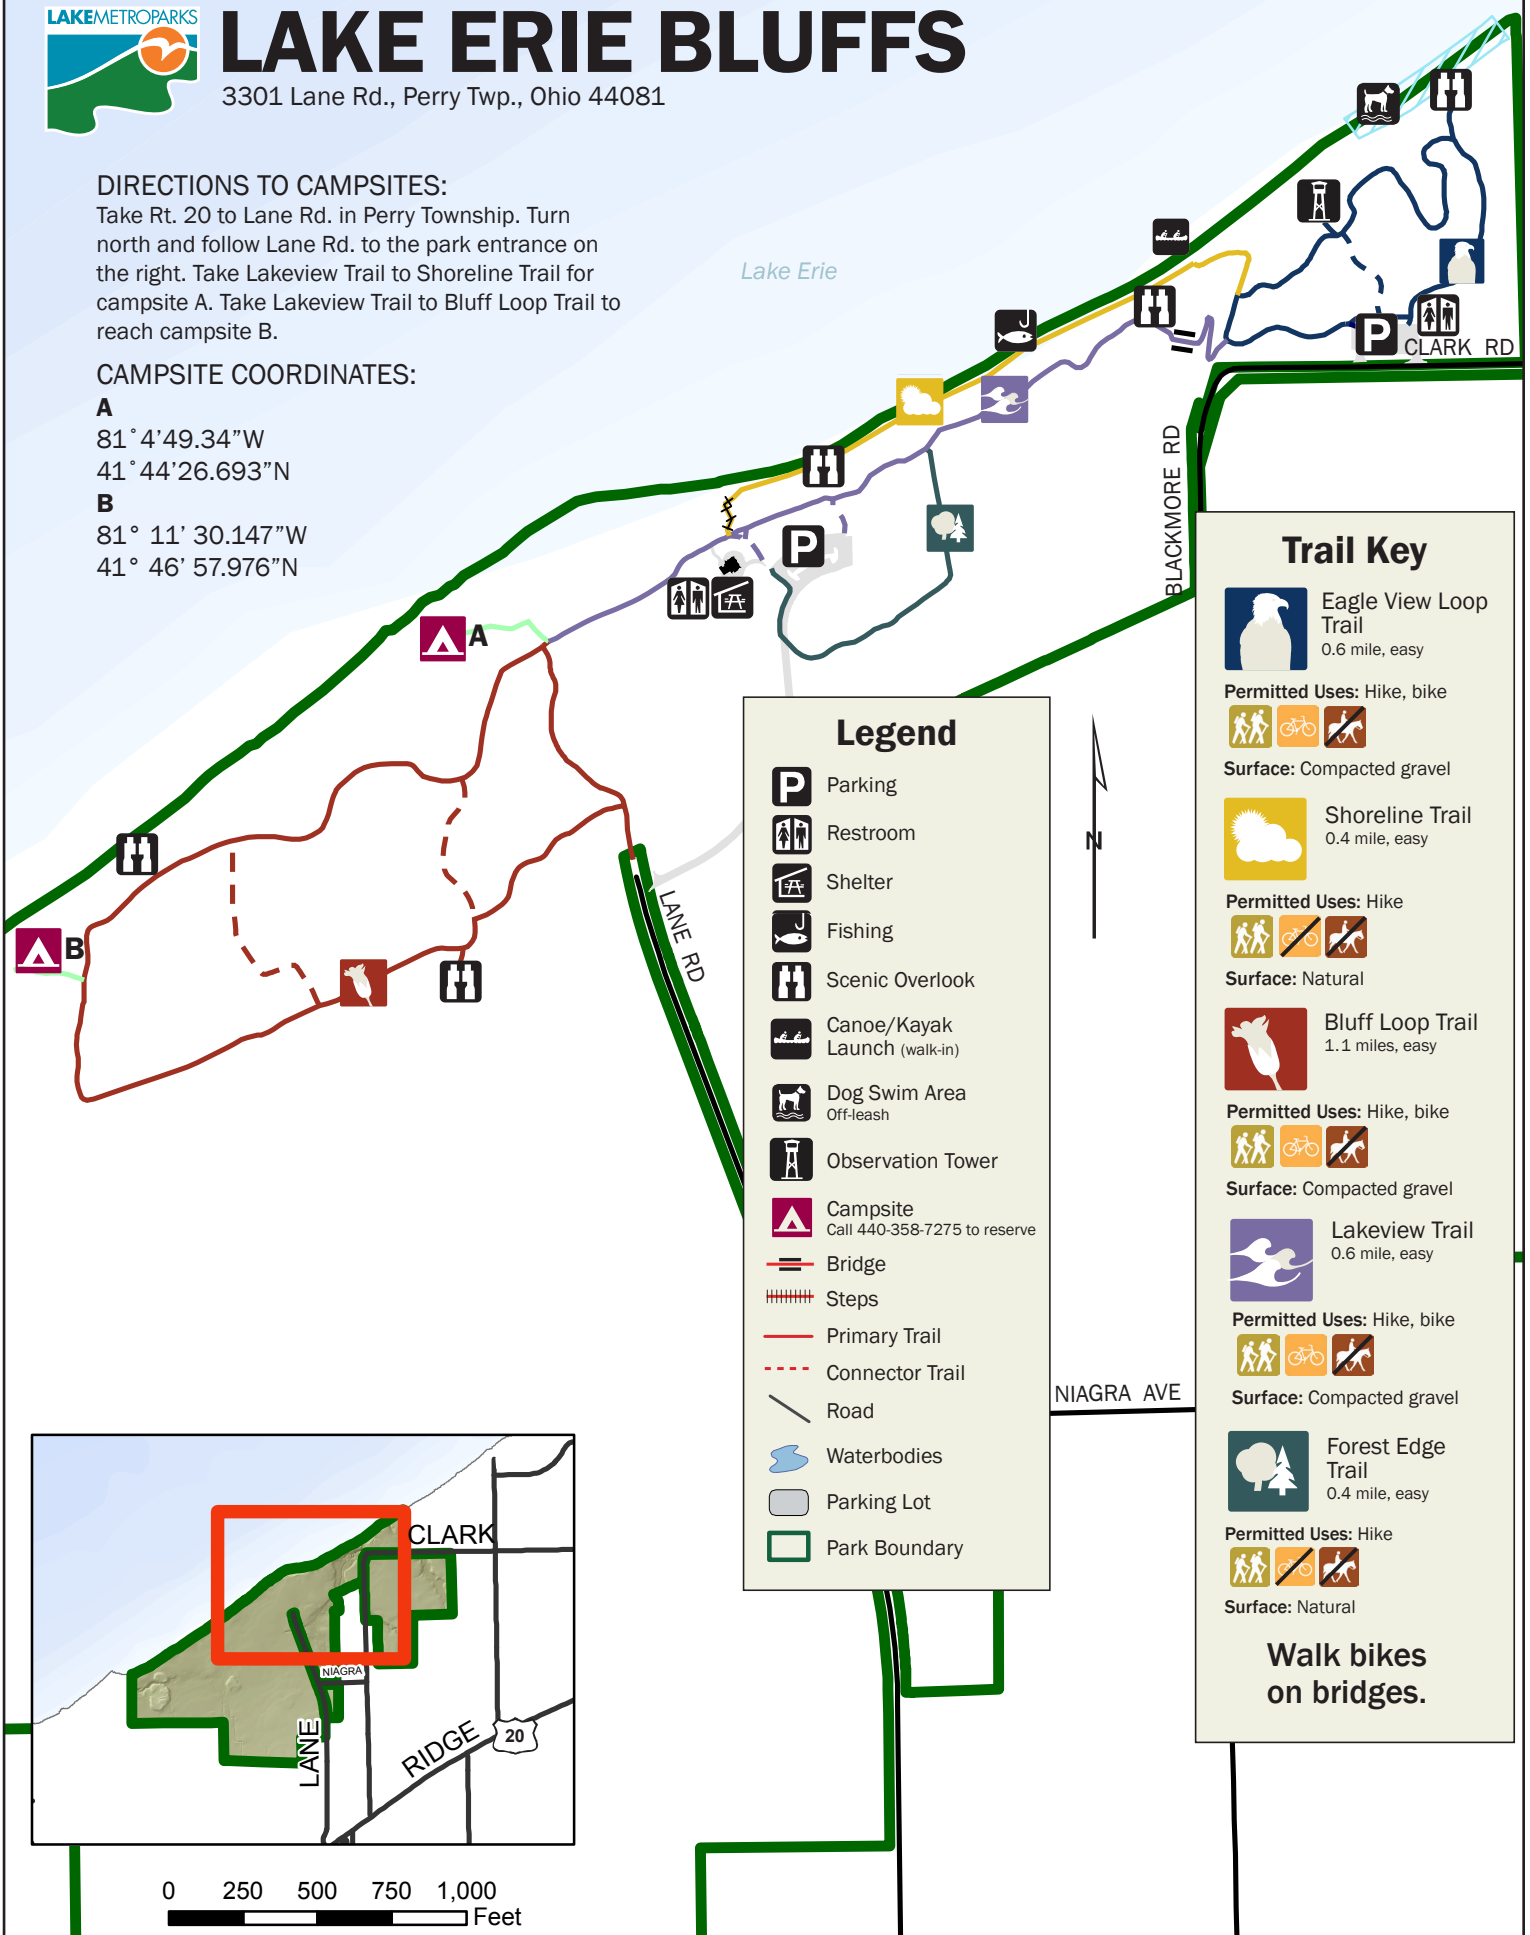 LAKEMETROPARKS
LAKE ERIE BLUFFS
3301 Lane Rd., Perry Twp., Ohio 44081
DIRECTIONS TO CAMPSITES:
Take Rt. 20 to Lane Rd. in Perry Township. Turn
north and follow Lane Rd. to the park entrance on
the right. Take Lakeview Trail to Shoreline Trail for
campsite A. Take Lakeview Trail to Bluff Loop Trail to
reach campsite B.
CAMPSITE COORDINATES:
A
81˚4’49.34”W
41˚44’26.693”N
B
81° 11’ 30.147”W
41° 46’ 57.976”N
Lake Erie
P
CLARK RD
BLACKMORE RD
P
A
B
LANE RD
N
NIAGRA AVE
Legend
P Parking
Restroom
Shelter
Fishing
Scenic Overlook
Canoe/Kayak
Launch (walk-in)
Dog Swim Area
Off-leash
Observation Tower
Campsite
Call 440-358-7275 to reserve
Bridge
Steps
Primary Trail
Connector Trail
Road
Waterbodies
Parking Lot
Park Boundary
Trail Key
Eagle View Loop
Trail
0.6 mile, easy
Permitted Uses: Hike, bike
Surface: Compacted gravel
Shoreline Trail
0.4 mile, easy
Permitted Uses: Hike
Surface: Natural
Bluff Loop Trail
1.1 miles, easy
Permitted Uses: Hike, bike
Surface: Compacted gravel
Lakeview Trail
0.6 mile, easy
Permitted Uses: Hike, bike
Surface: Compacted gravel
Forest Edge
Trail
0.4 mile, easy
Permitted Uses: Hike
Surface: Natural
Walk bikes
on bridges.
CLARK
NIAGRA
LANE
RIDGE
20
0 250 500 750 1,000
Feet